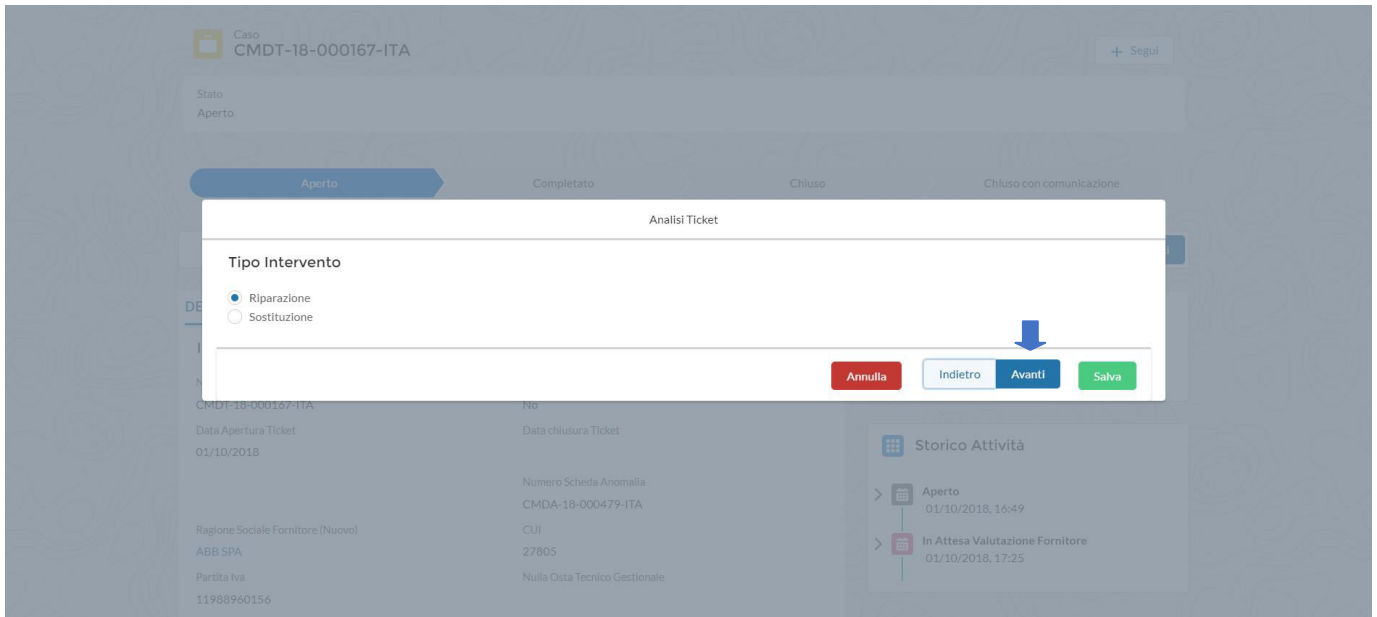 Caso
CMDT-18-000167-ITA
+ Segui
Stato
Aperto
Aperto
Completato
Chiuso
Chiuso con comunicazione
Analisi Ticket
Tipo Intervento
Riparazione
Sostituzione
Annulla
Indietro
Avanti
Salva
DE
CMDT-18-000167-ITA
No
Data Apertura Ticket
Data chiusura Ticket
01/10/2018
Numero Scheda Anomalia
CMDA-18-000479-ITA
Ragione Sociale Fornitore (Nuovo)
CUI
ABB SPA
27805
Partita Iva
Nulla Osta Tecnico Gestionale
11988960156
Storico Attività
Aperto
01/10/2018, 16:49
In Attesa Valutazione Fornitore
01/10/2018, 17:25